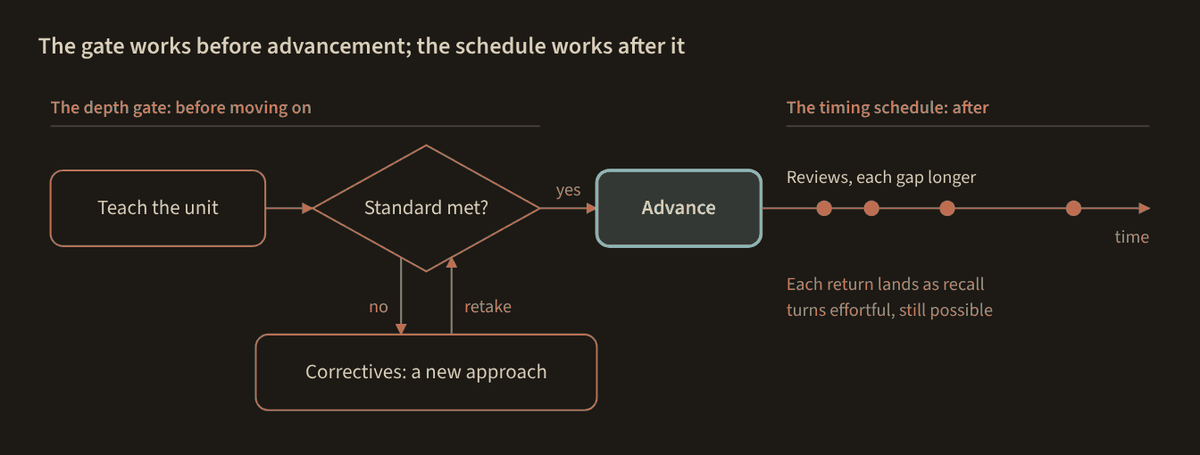 The gate works before advancement; the schedule works after it
The depth gate: before moving on
The timing schedule: after
Teach the unit
Standard met?
yes
Advance
Reviews, each gap longer
time
no
retake
Each return lands as recall
turns effortful, still possible
Correctives: a new approach